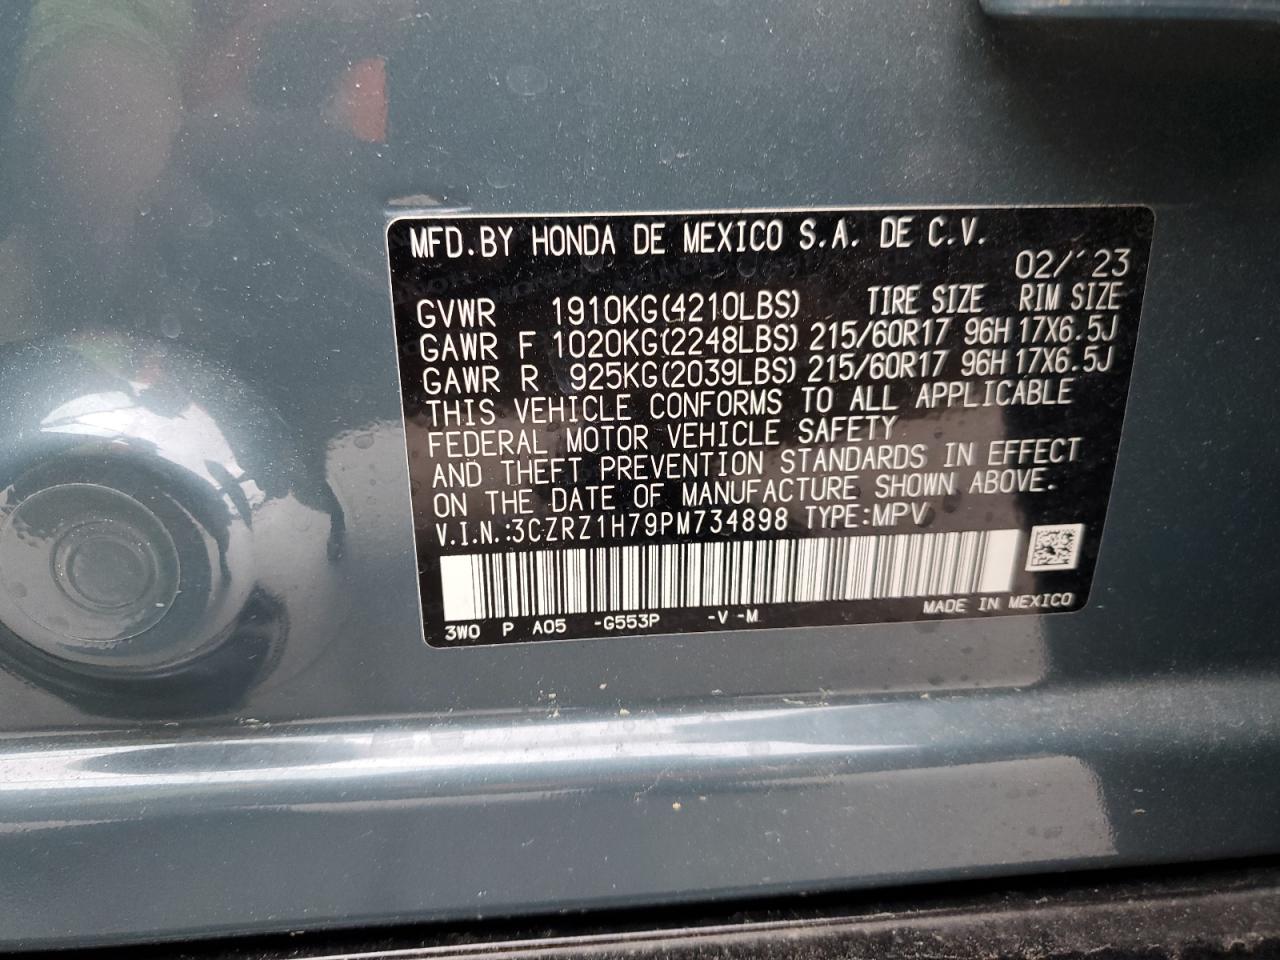 MFD.BY HONDA DE MEXICO S.A. DE C.V.
02/'23
GVWR 1910KG(4210LBS) TIRE SIZE RIM SIZE
GAWR F 1020KG(2248LBS) 215/60R17 96H 17X6.5J
GAWR R 925KG(2039LBS) 215/60R17 96H 17X6.5J
THIS VEHICLE CONFORMS TO ALL APPLICABLE
FEDERAL MOTOR VEHICLE SAFETY
AND THEFT PREVENTION STANDARDS IN EFFECT
ON THE DATE OF MANUFACTURE SHOWN ABOVE.
V.I.N.:3CZRZ1H79PM734898 TYPE:MPV
3W0 P A05 -G553P -V -M
MADE IN MEXICO